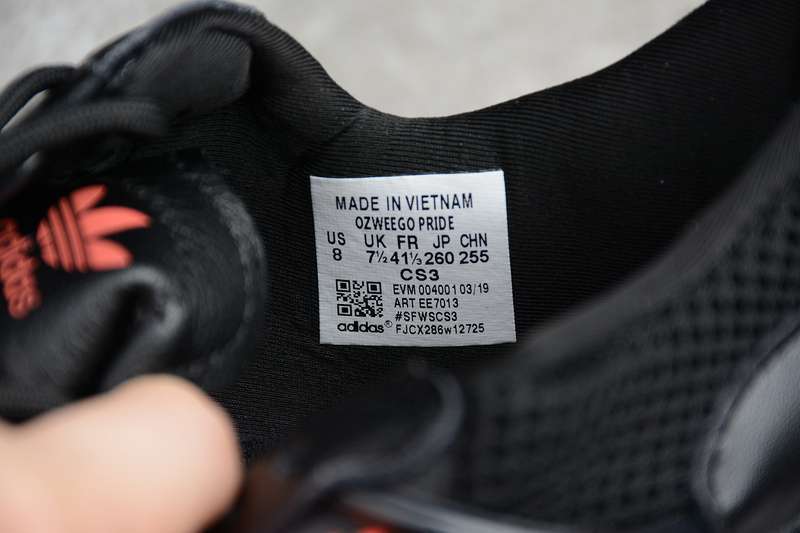 MADE IN VIETNAM
OZWEEGO PRIDE
US UK FR JP CHN
8 7½ 41⅓ 260 255
CS3
EVM 004001 03/19
ART EE7013
#SFWSCS3
adidas® FJCX286w12725
adidas